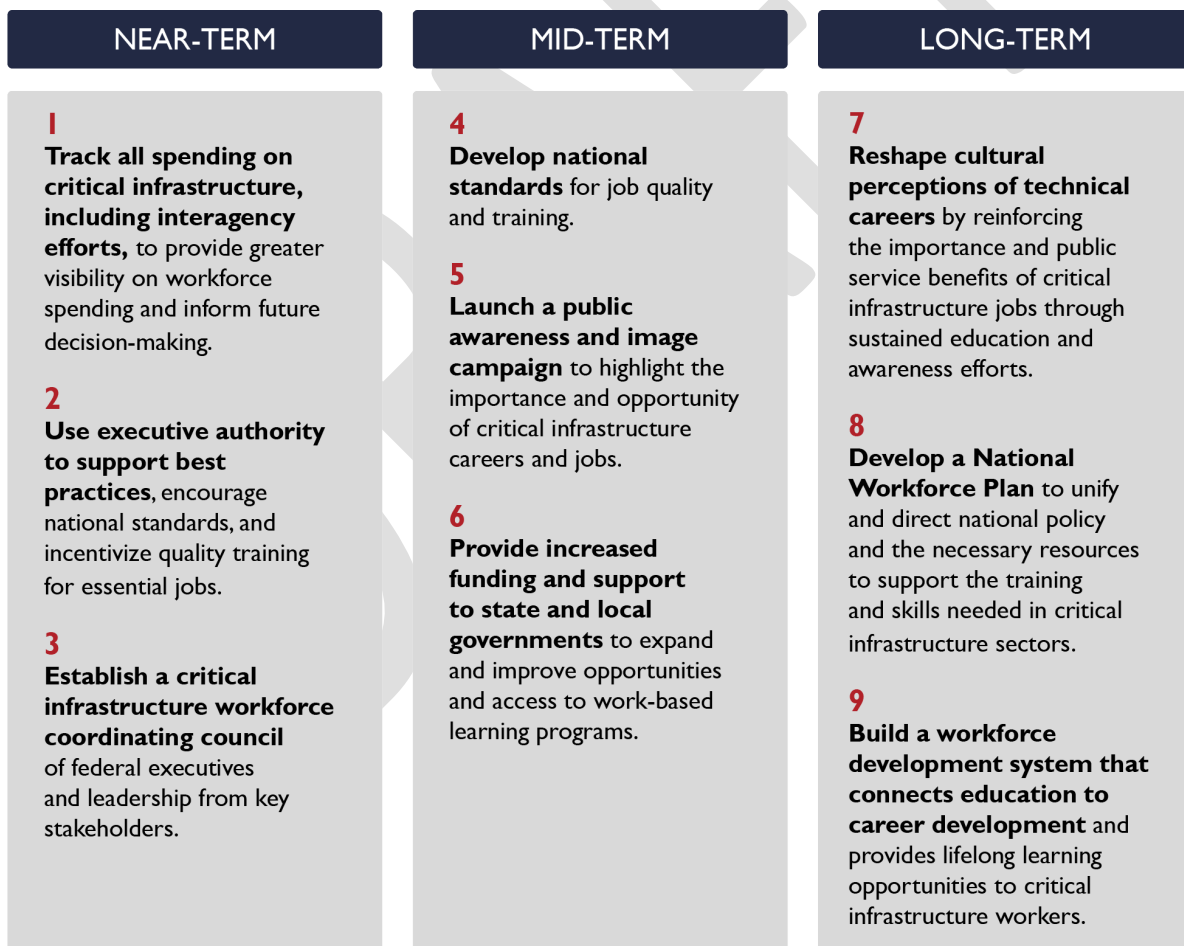 NEAR-TERM
1
Track all spending on
critical infrastructure,
including interagency
efforts, to provide greater
visibility on workforce
spending and inform future
decision-making.
2
Use executive authority
to support best
practices, encourage
national standards, and
incentivize quality training
for essential jobs.
3
Establish a critical
infrastructure workforce
coordinating council
of federal executives
and leadership from key
stakeholders.
MID-TERM
4
Develop national
standards for job quality
and training.
5
Launch a public
awareness and image
campaign to highlight the
importance and opportunity
of critical infrastructure
careers and jobs.
6
Provide increased
funding and support
to state and local
governments to expand
and improve opportunities
and access to work-based
learning programs.
LONG-TERM
7
Reshape cultural
perceptions of technical
careers by reinforcing
the importance and public
service benefits of critical
infrastructure jobs through
sustained education and
awareness efforts.
8
Develop a National
Workforce Plan to unify
and direct national policy
and the necessary resources
to support the training
and skills needed in critical
infrastructure sectors.
9
Build a workforce
development system that
connects education to
career development and
provides lifelong learning
opportunities to critical
infrastructure workers.